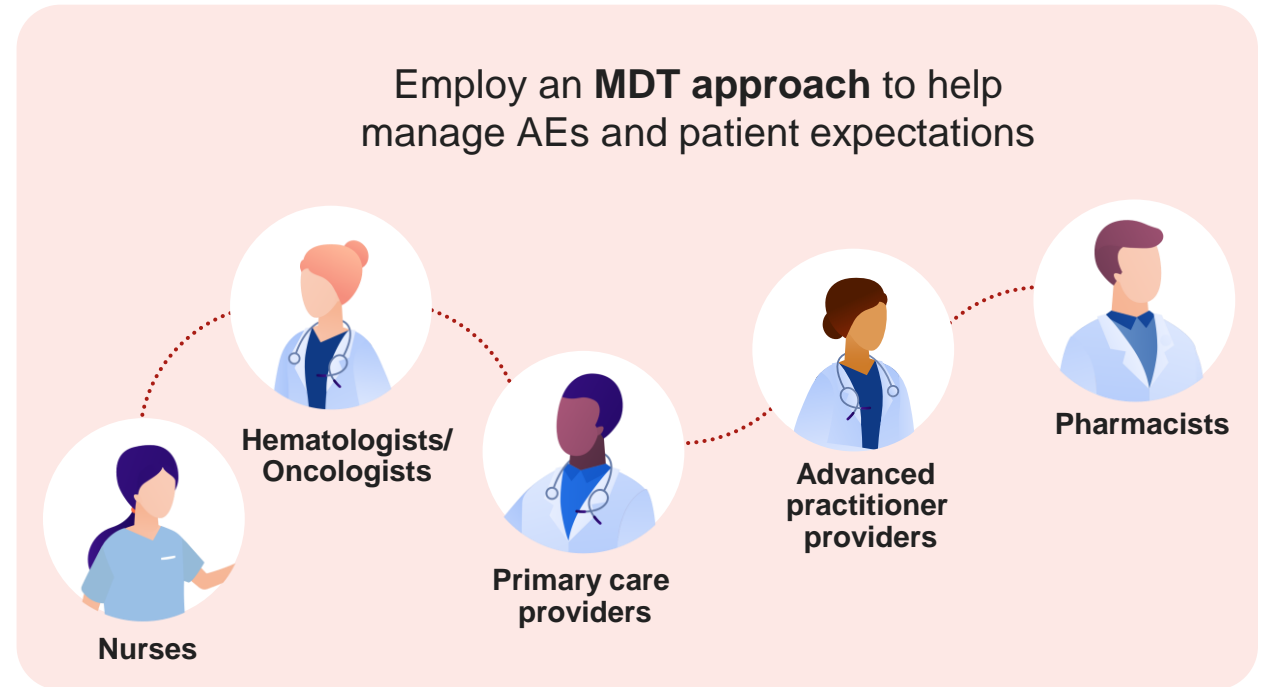 Employ an MDT approach to help
manage AEs and patient expectations
Nurses
Hematologists/
Oncologists
Primary care
providers
Advanced
practitioner
providers
Pharmacists